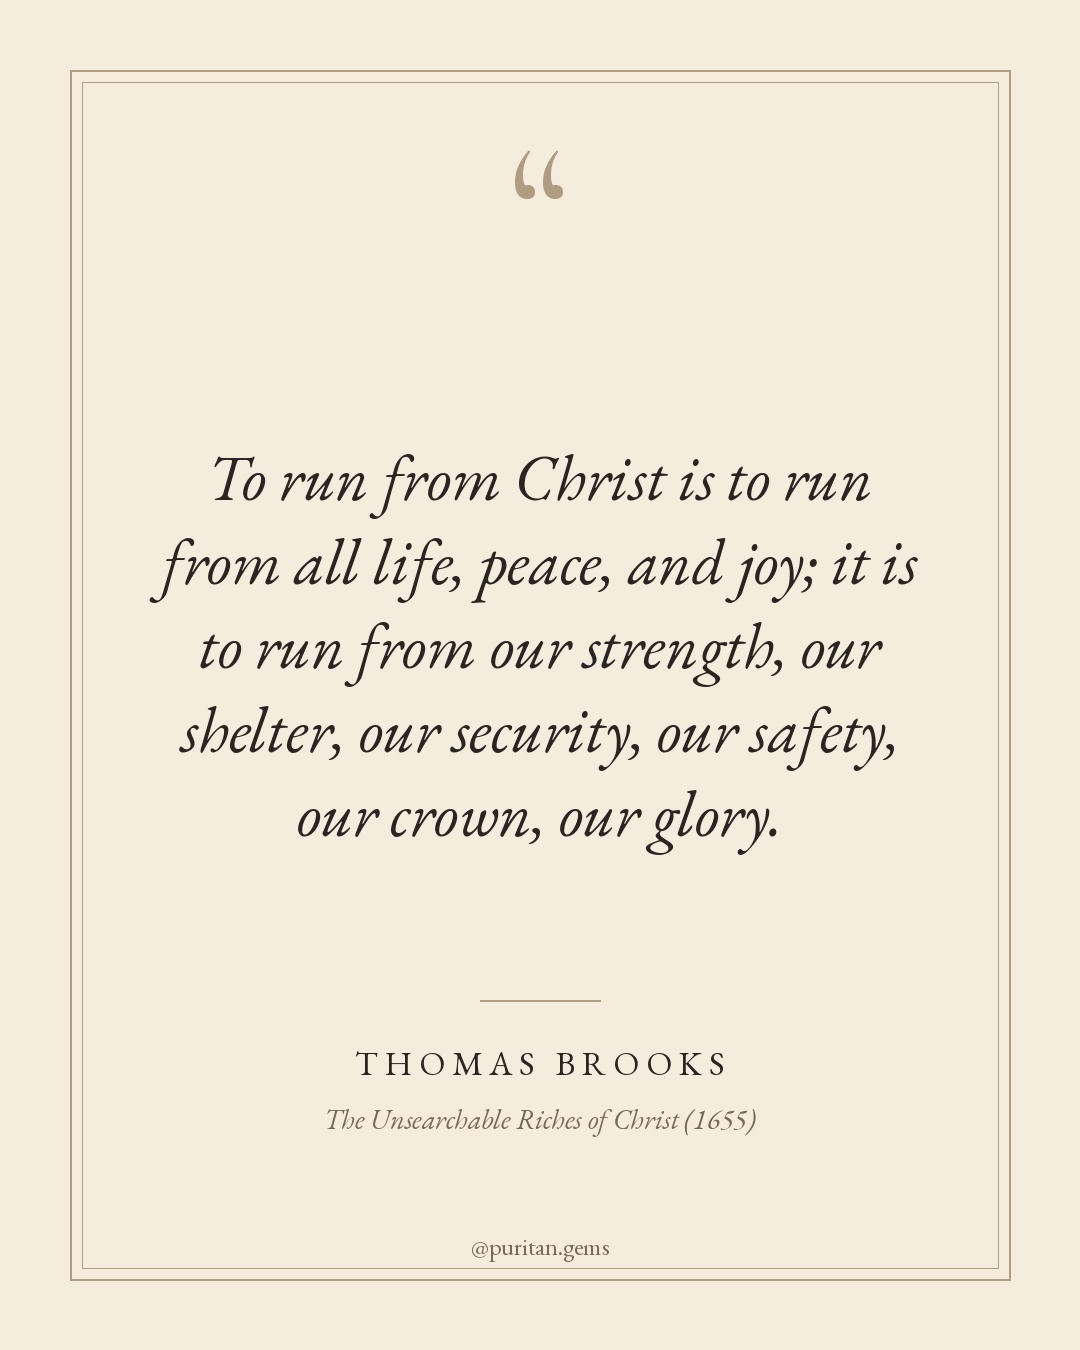 “
To run from Christ is to run
from all life, peace, and joy; it is
to run from our strength, our
shelter, our security, our safety,
our crown, our glory.
THOMAS BROOKS
The Unsearchable Riches of Christ (1655)
@puritan.gems